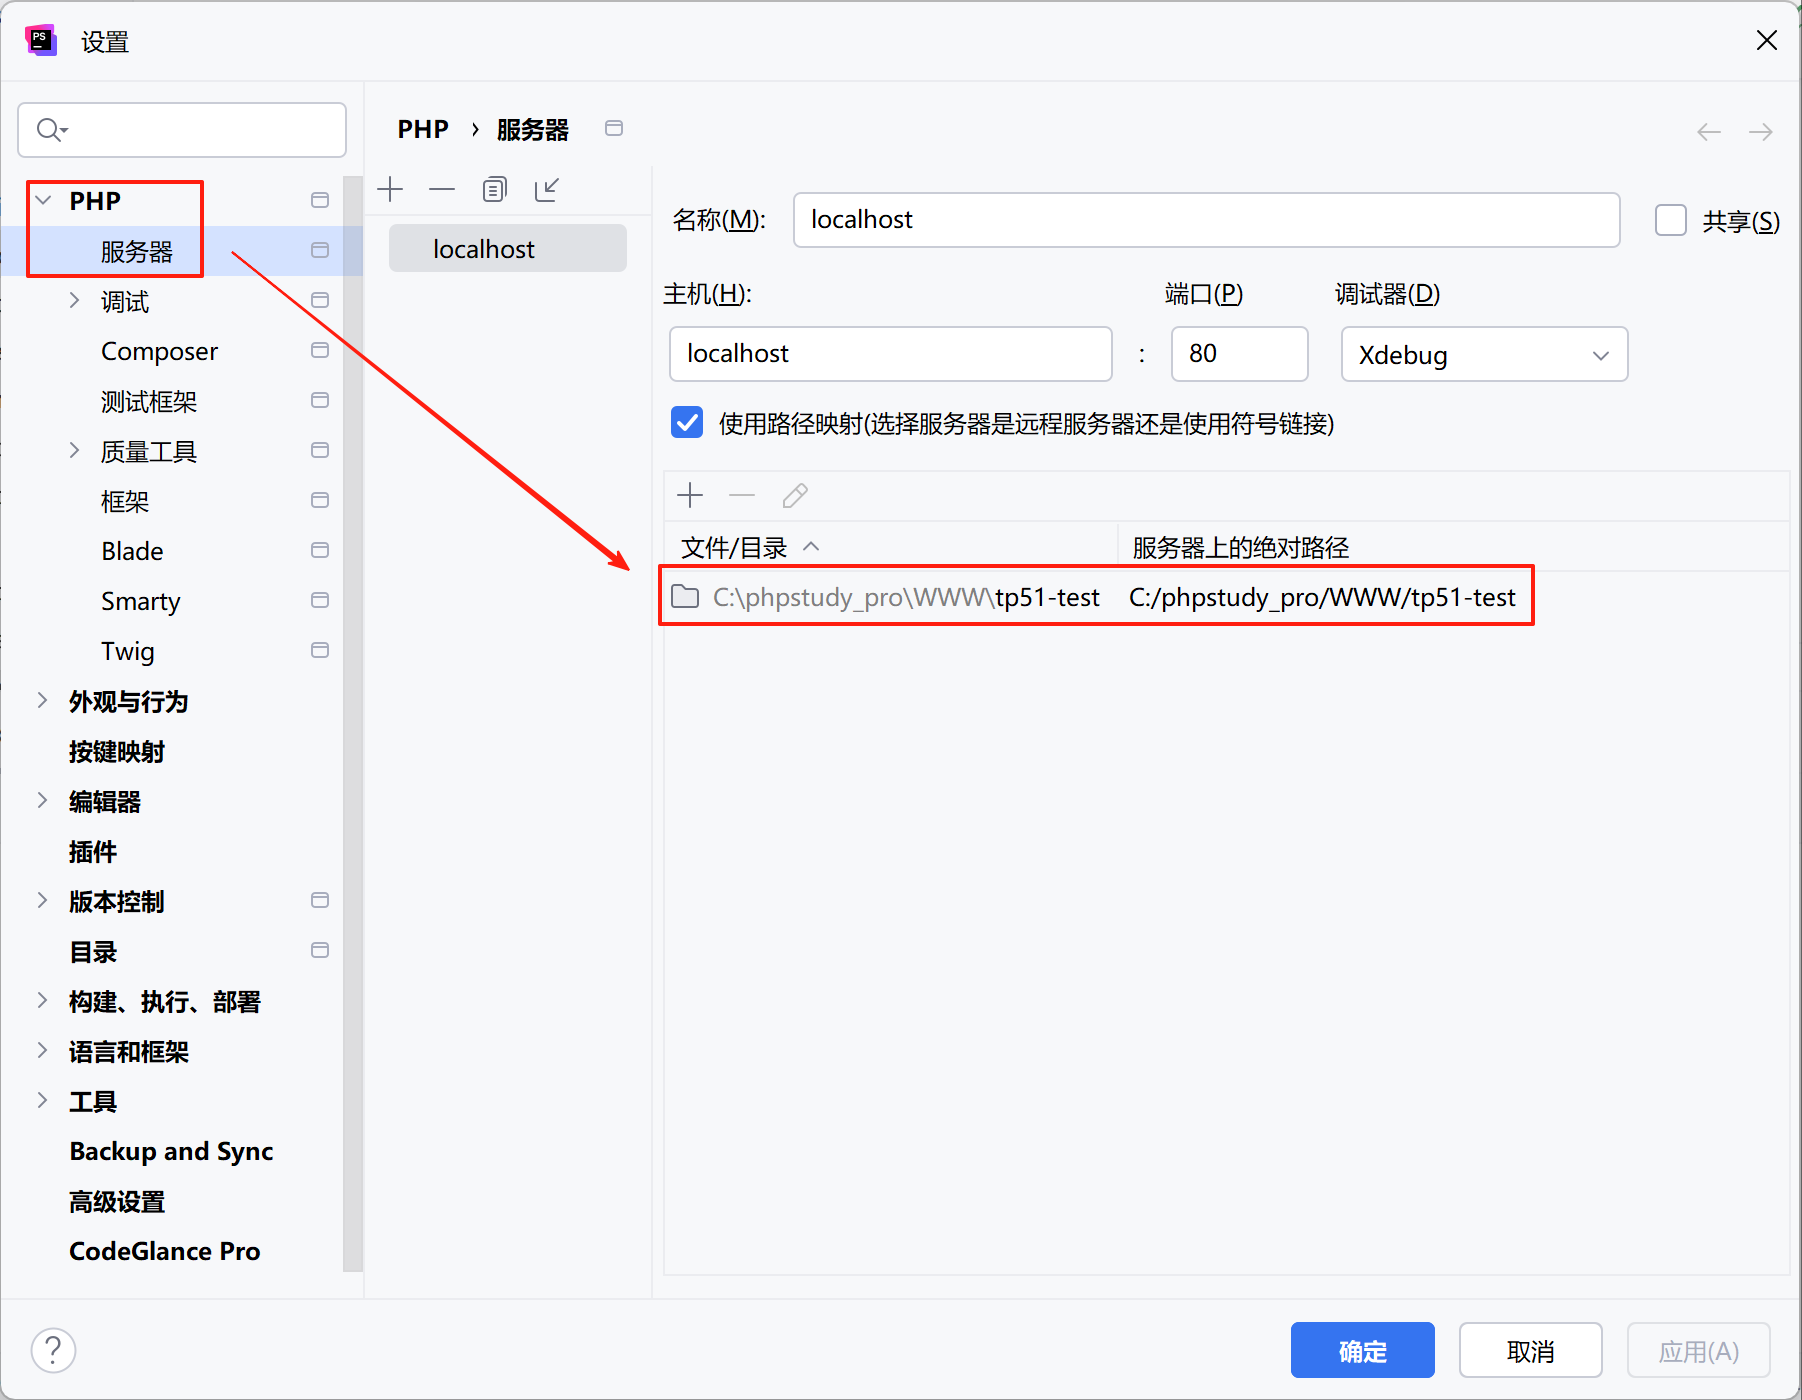 PS
设置
PHP
服务器
调试
Composer
测试框架
质量工具
框架
Blade
Smarty
Twig
外观与行为
按键映射
编辑器
插件
版本控制
目录
构建、执行、部署
语言和框架
工具
Backup and Sync
高级设置
CodeGlance Pro
PHP › 服务器
localhost
名称(M): localhost 共享(S)
主机(H): 端口(P) 调试器(D)
localhost : 80 Xdebug
使用路径映射(选择服务器是远程服务器还是使用符号链接)
文件/目录 服务器上的绝对路径
C:\phpstudy_pro\WWW\tp51-test C:/phpstudy_pro/WWW/tp51-test
? 确定 取消 应用(A)